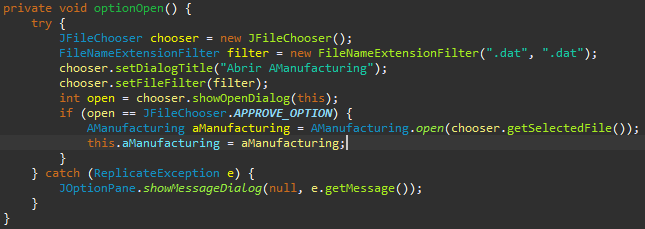 private void optionOpen() {
    try {
        JFileChooser chooser = new JFileChooser();
        FileNameExtensionFilter filter = new FileNameExtensionFilter(".dat", ".dat");
        chooser.setDialogTitle("Abrir AManufacturing");
        chooser.setFileFilter(filter);
        int open = chooser.showOpenDialog(this);
        if (open == JFileChooser.APPROVE_OPTION) {
            AManufacturing aManufacturing = AManufacturing.open(chooser.getSelectedFile());
            this.aManufacturing = aManufacturing;
        }
    } catch (ReplicateException e) {
        JOptionPane.showMessageDialog(null, e.getMessage());
    }
}